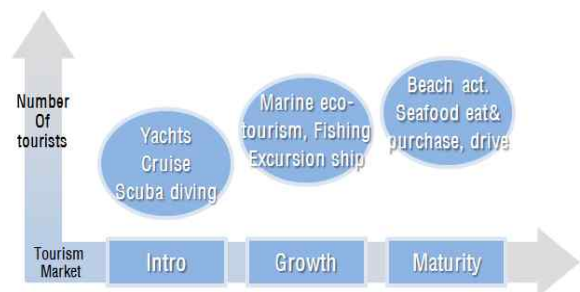 Number
Of
tourists
Yachts
Cruise
Scuba diving
Marine eco-
tourism, Fishing
Excursion ship
Beach act.
Seafood eat&
purchase, drive
Tourism
Market
Intro
Growth
Maturity